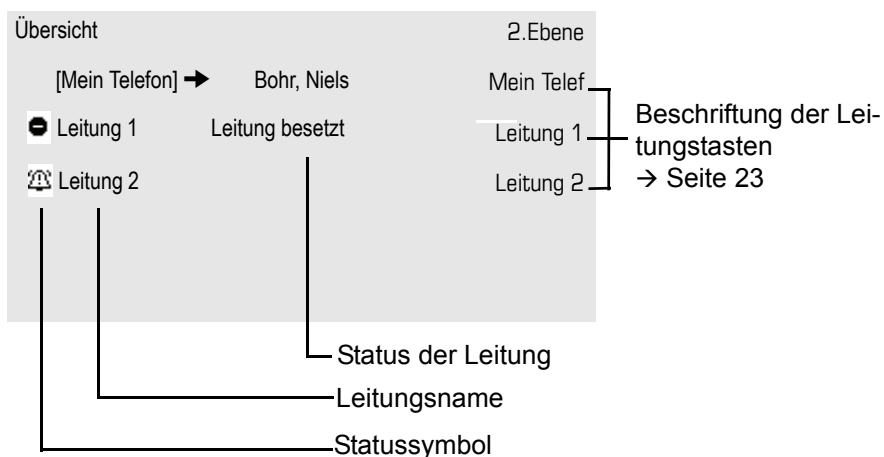 Übersicht 2.Ebene
[Mein Telefon] → Bohr, Niels Mein Telef
Leitung 1 Leitung besetzt Leitung 1
Leitung 2 Leitung 2
Beschriftung der Lei-
tungstasten
→ Seite 23
Status der Leitung
Leitungsname
Statussymbol